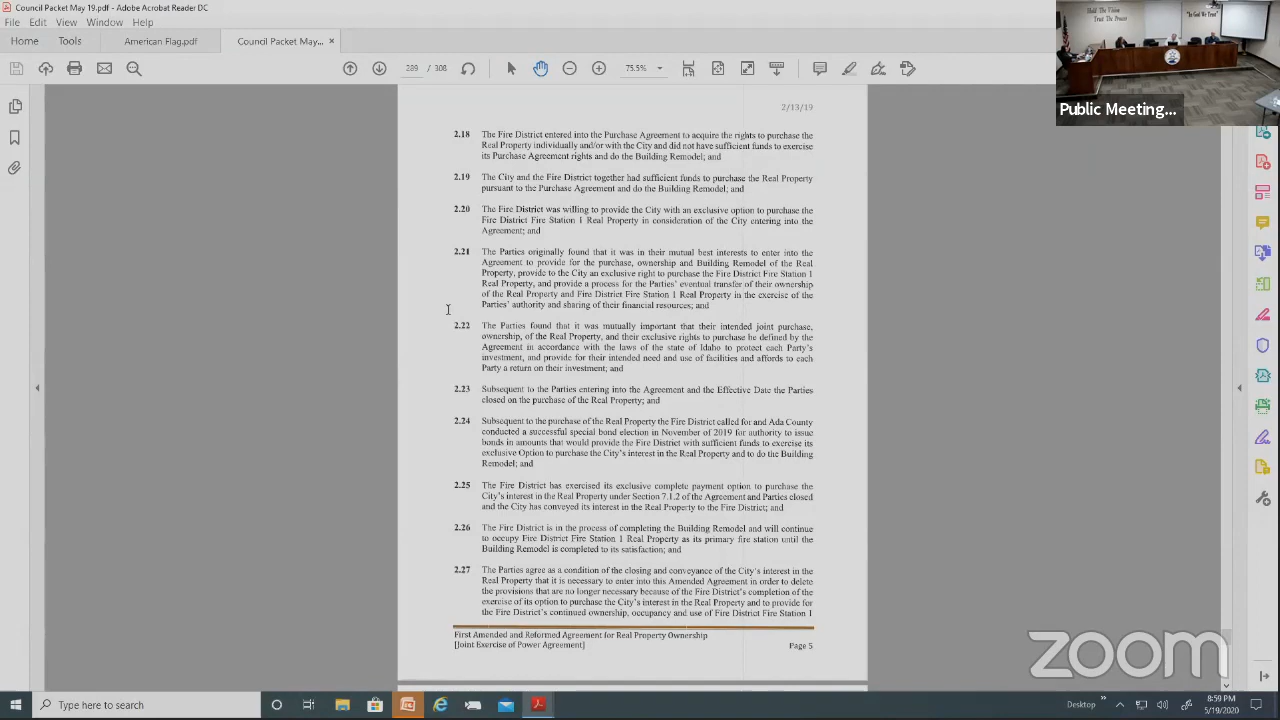 Council Packet May 19.pdf - Adobe Acrobat Reader DC
File Edit View Window Help
Home Tools American Flag.pdf Council Packet May... ×
289 / 308 75.5%
Hold The Vision
Trust The Process
"In God We Trust"
Public Meeting...
2/13/19
2.18 The Fire District entered into the Purchase Agreement to acquire the rights to purchase the
Real Property individually and/or with the City and did not have sufficient funds to exercise
its Purchase Agreement rights and do the Building Remodel; and
2.19 The City and the Fire District together had sufficient funds to purchase the Real Property
pursuant to the Purchase Agreement and do the Building Remodel; and
2.20 The Fire District was willing to provide the City with an exclusive option to purchase the
Fire District Fire Station 1 Real Property in consideration of the City entering into the
Agreement; and
2.21 The Parties originally found that it was in their mutual best interests to enter into the
Agreement to provide for the purchase, ownership and Building Remodel of the Real
Property, provide to the City an exclusive right to purchase the Fire District Fire Station 1
Real Property, and provide a process for the Parties' eventual transfer of their ownership
of the Real Property and Fire District Fire Station 1 Real Property in the exercise of the
Parties' authority and sharing of their financial resources; and
2.22 The Parties found that it was mutually important that their intended joint purchase,
ownership, of the Real Property, and their exclusive rights to purchase be defined by the
Agreement in accordance with the laws of the state of Idaho to protect each Party's
investment, and provide for their intended need and use of facilities and affords to each
Party a return on their investment; and
2.23 Subsequent to the Parties entering into the Agreement and the Effective Date the Parties
closed on the purchase of the Real Property; and
2.24 Subsequent to the purchase of the Real Property the Fire District called for and Ada County
conducted a successful special bond election in November of 2019 for authority to issue
bonds in amounts that would provide the Fire District with sufficient funds to exercise its
exclusive Option to purchase the City's interest in the Real Property and to do the Building
Remodel; and
2.25 The Fire District has exercised its exclusive complete payment option to purchase the
City's interest in the Real Property under Section 7.1.2 of the Agreement and Parties closed
and the City has conveyed its interest in the Real Property to the Fire District; and
2.26 The Fire District is in the process of completing the Building Remodel and will continue
to occupy Fire District Fire Station 1 Real Property as its primary fire station until the
Building Remodel is completed to its satisfaction; and
2.27 The Parties agree as a condition of the closing and conveyance of the City's interest in the
Real Property that it is necessary to enter into this Amended Agreement in order to delete
the provisions that are no longer necessary because of the Fire District's completion of the
exercise of its option to purchase the City's interest in the Real Property and to provide for
the Fire District's continued ownership, occupancy and use of Fire District Fire Station 1
First Amended and Reformed Agreement for Real Property Ownership
[Joint Exercise of Power Agreement] Page 5
zoom
Type here to search
Desktop
8:59 PM
5/19/2020